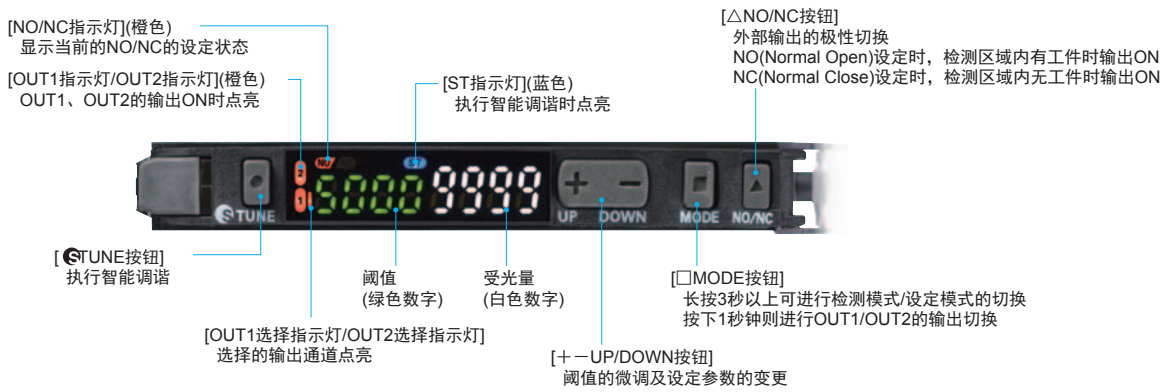 [NO/NC指示灯](橙色)
显示当前的NO/NC的设定状态
[OUT1指示灯/OUT2指示灯](橙色)
OUT1、OUT2的输出ON时点亮
[ST指示灯](蓝色)
执行智能调谐时点亮
[△NO/NC按钮]
外部输出的极性切换
NO(Normal Open)设定时，检测区域内有工件时输出ON
NC(Normal Close)设定时，检测区域内无工件时输出ON
NO
ST
2
1
5000
9999
S TUNE
+ −
UP DOWN
MODE
NO/NC
[ STUNE按钮]
执行智能调谐
阈值
(绿色数字)
受光量
(白色数字)
[OUT1选择指示灯/OUT2选择指示灯]
选择的输出通道点亮
[＋－UP/DOWN按钮]
阈值的微调及设定参数的变更
[□MODE按钮]
长按3秒以上可进行检测模式/设定模式的切换
按下1秒钟则进行OUT1/OUT2的输出切换